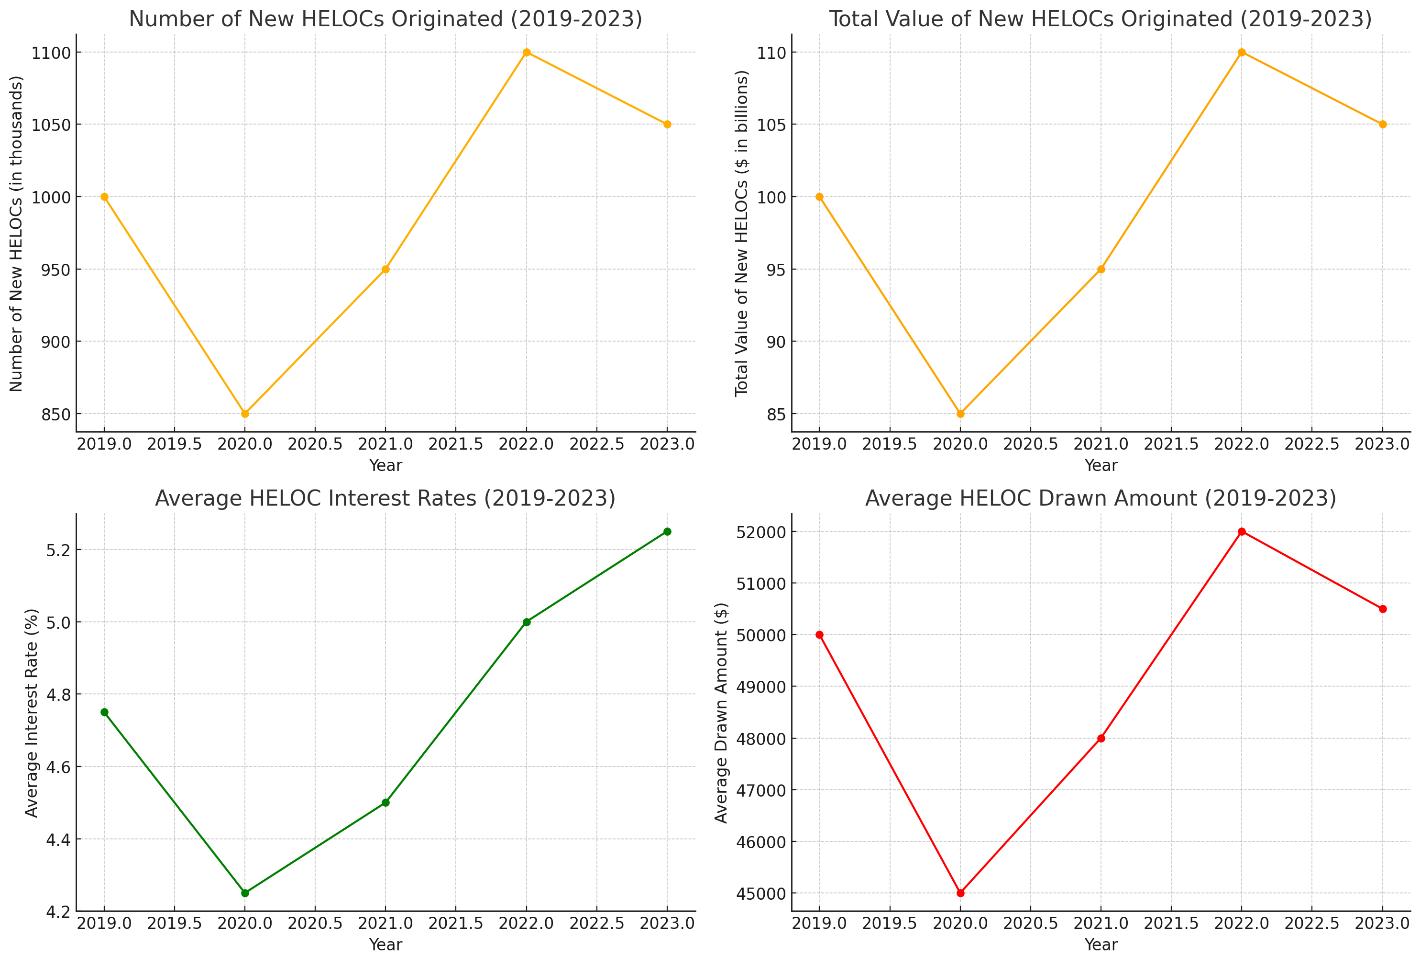 Number of New HELOCs Originated (2019-2023)
Number of New HELOCs (in thousands)
1100
1050
1000
950
900
850
2019.0 2019.5 2020.0 2020.5 2021.0 2021.5 2022.0 2022.5 2023.0
Year
Total Value of New HELOCs Originated (2019-2023)
Total Value of New HELOCs ($ in billions)
110
105
100
95
90
85
2019.0 2019.5 2020.0 2020.5 2021.0 2021.5 2022.0 2022.5 2023.0
Year
Average HELOC Interest Rates (2019-2023)
Average Interest Rate (%)
5.2
5.0
4.8
4.6
4.4
4.2
2019.0 2019.5 2020.0 2020.5 2021.0 2021.5 2022.0 2022.5 2023.0
Year
Average HELOC Drawn Amount (2019-2023)
Average Drawn Amount ($)
52000
51000
50000
49000
48000
47000
46000
45000
2019.0 2019.5 2020.0 2020.5 2021.0 2021.5 2022.0 2022.5 2023.0
Year